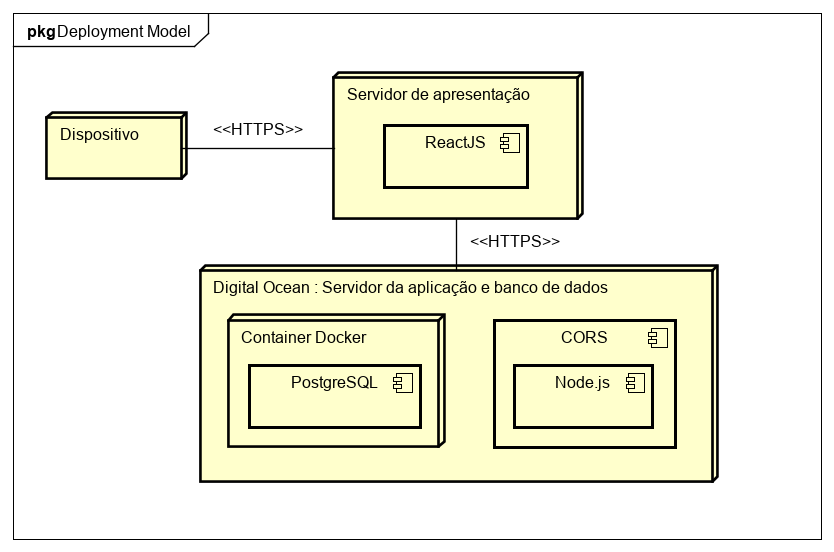 pkg Deployment Model
Servidor de apresentação
Dispositivo
<<HTTPS>>
ReactJS
<<HTTPS>>
Digital Ocean : Servidor da aplicação e banco de dados
Container Docker
CORS
PostgreSQL
Node.js